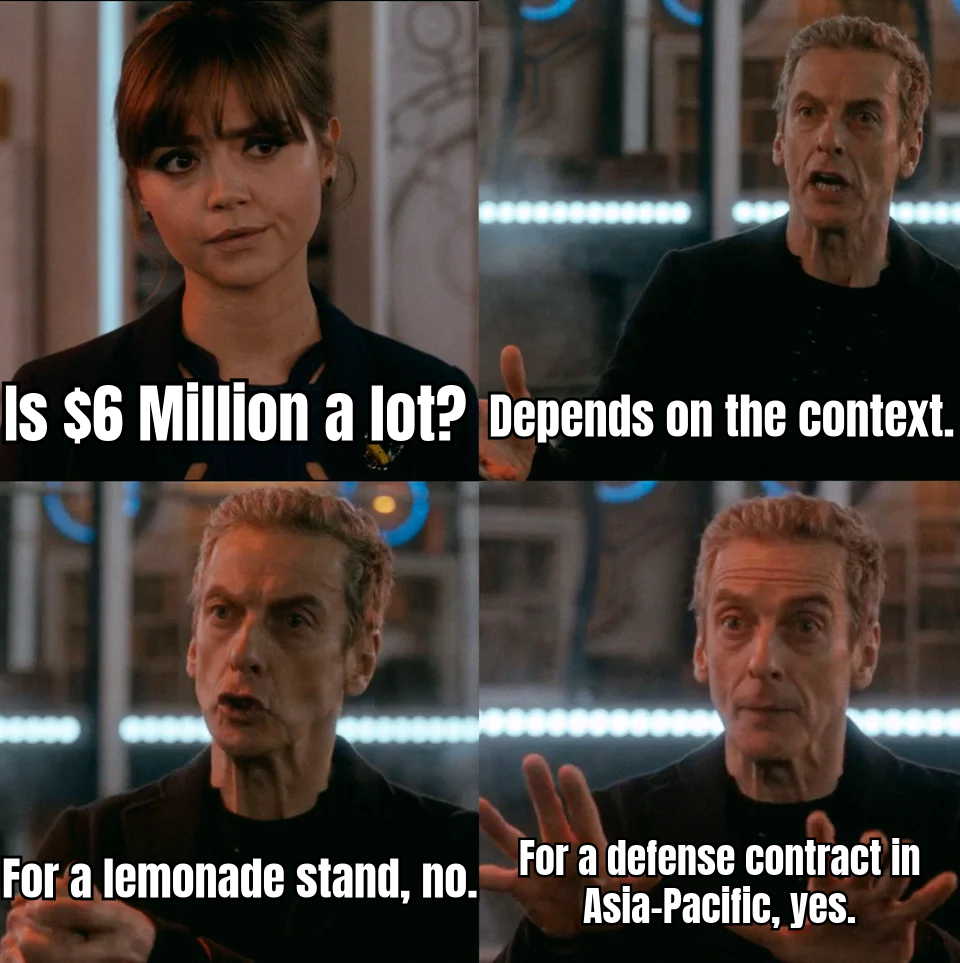 Is $6 Million a lot?
Depends on the context.
For a lemonade stand, no.
For a defense contract in
Asia-Pacific, yes.